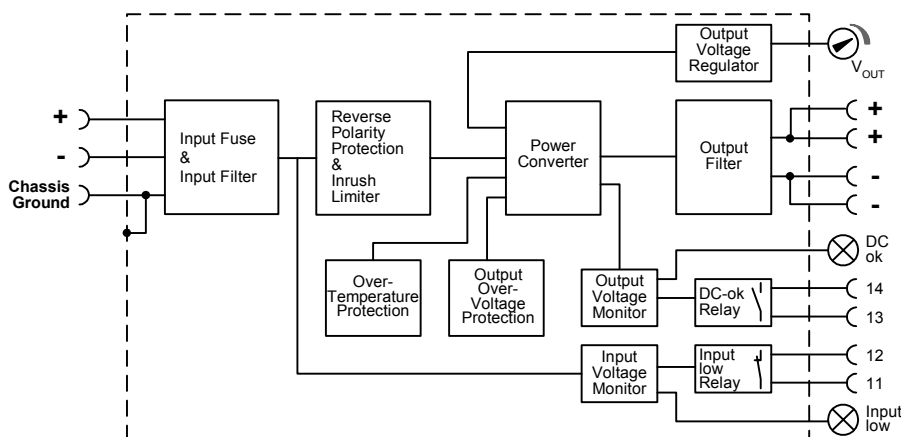 Output
Voltage
Regulator
VOUT
+
-
Chassis
Ground
Input Fuse
&
Input Filter
Reverse
Polarity
Protection
&
Inrush
Limiter
Power
Converter
Output
Filter
+
+
-
-
Over-
Temperature
Protection
Output
Over-
Voltage
Protection
Output
Voltage
Monitor
DC-ok
Relay
DC
ok
14
13
Input
Voltage
Monitor
Input
low
Relay
12
11
Input
low